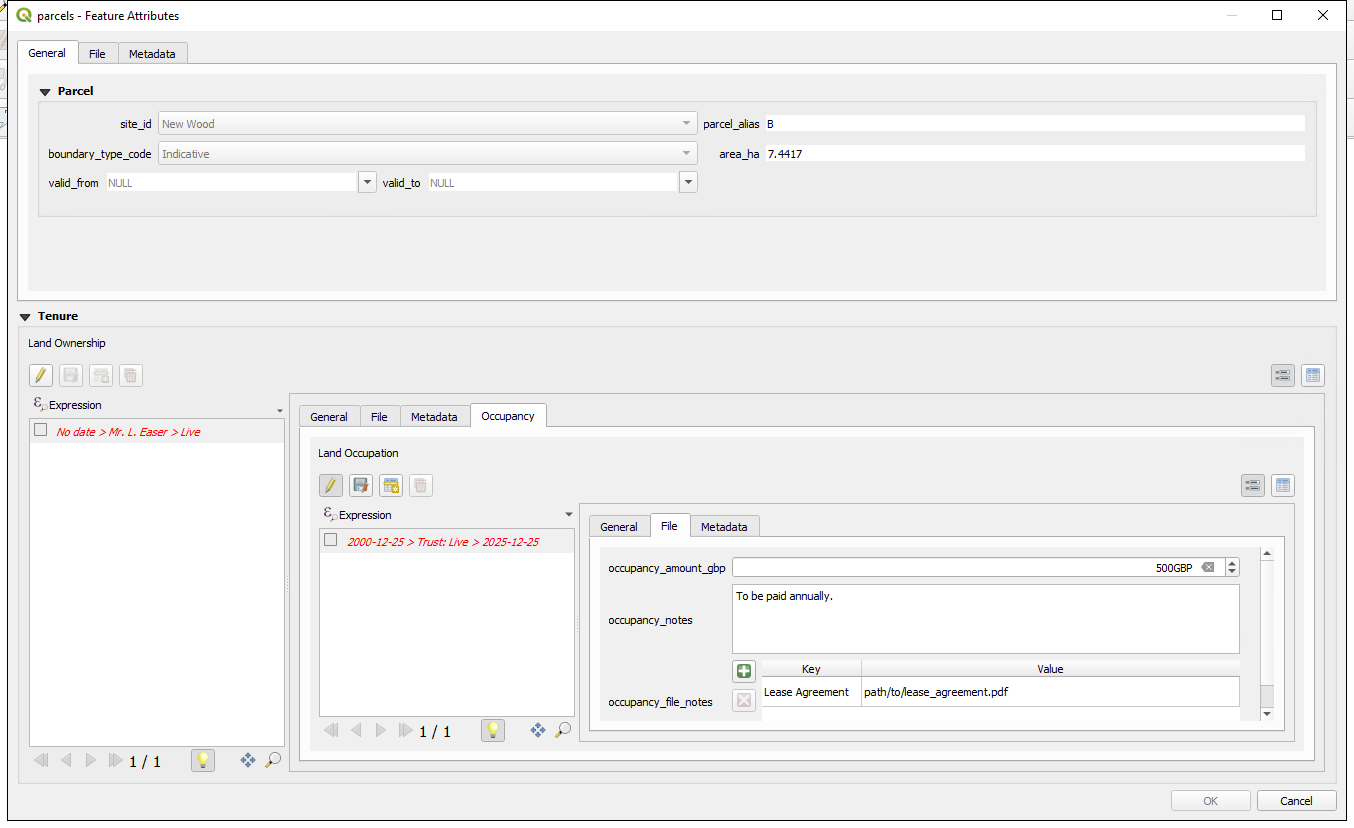 parcels - Feature Attributes
General File Metadata
Parcel
site_id New Wood parcel_alias B
boundary_type_code Indicative area_ha 7.4417
valid_from NULL valid_to NULL
Tenure
Land Ownership
Expression
No date > Mr. L. Easer > Live
General File Metadata Occupancy
Land Occupation
Expression
2000-12-25 > Trust: Live > 2025-12-25
General File Metadata
occupancy_amount_gbp 500GBP
occupancy_notes To be paid annually.
Key Value
occupancy_file_notes Lease Agreement path/to/lease_agreement.pdf
1 / 1
1 / 1
OK Cancel